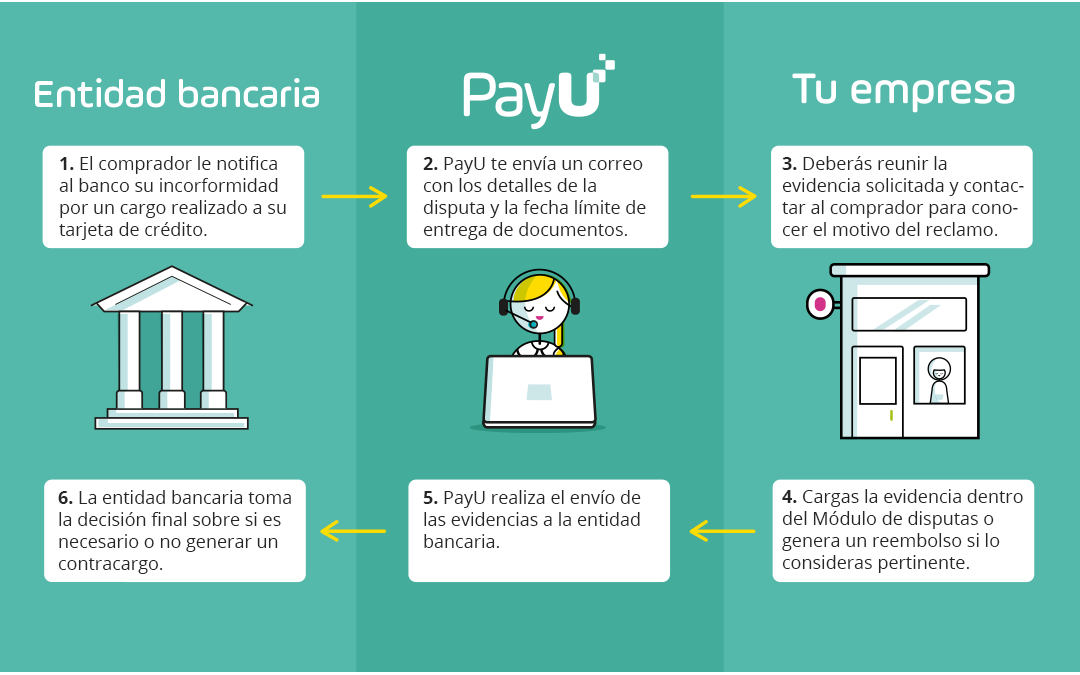 Entidad bancaria
PayU
Tu empresa
1. El comprador le notifica
al banco su incorformidad
por un cargo realizado a su
tarjeta de crédito.
2. PayU te envía un correo
con los detalles de la
disputa y la fecha límite de
entrega de documentos.
3. Deberás reunir la
evidencia solicitada y contac-
tar al comprador para cono-
cer el motivo del reclamo.
4. Cargas la evidencia dentro
del Módulo de disputas o
genera un reembolso si lo
consideras pertinente.
5. PayU realiza el envío de
las evidencias a la entidad
bancaria.
6. La entidad bancaria toma
la decisión final sobre si es
necesario o no generar un
contracargo.